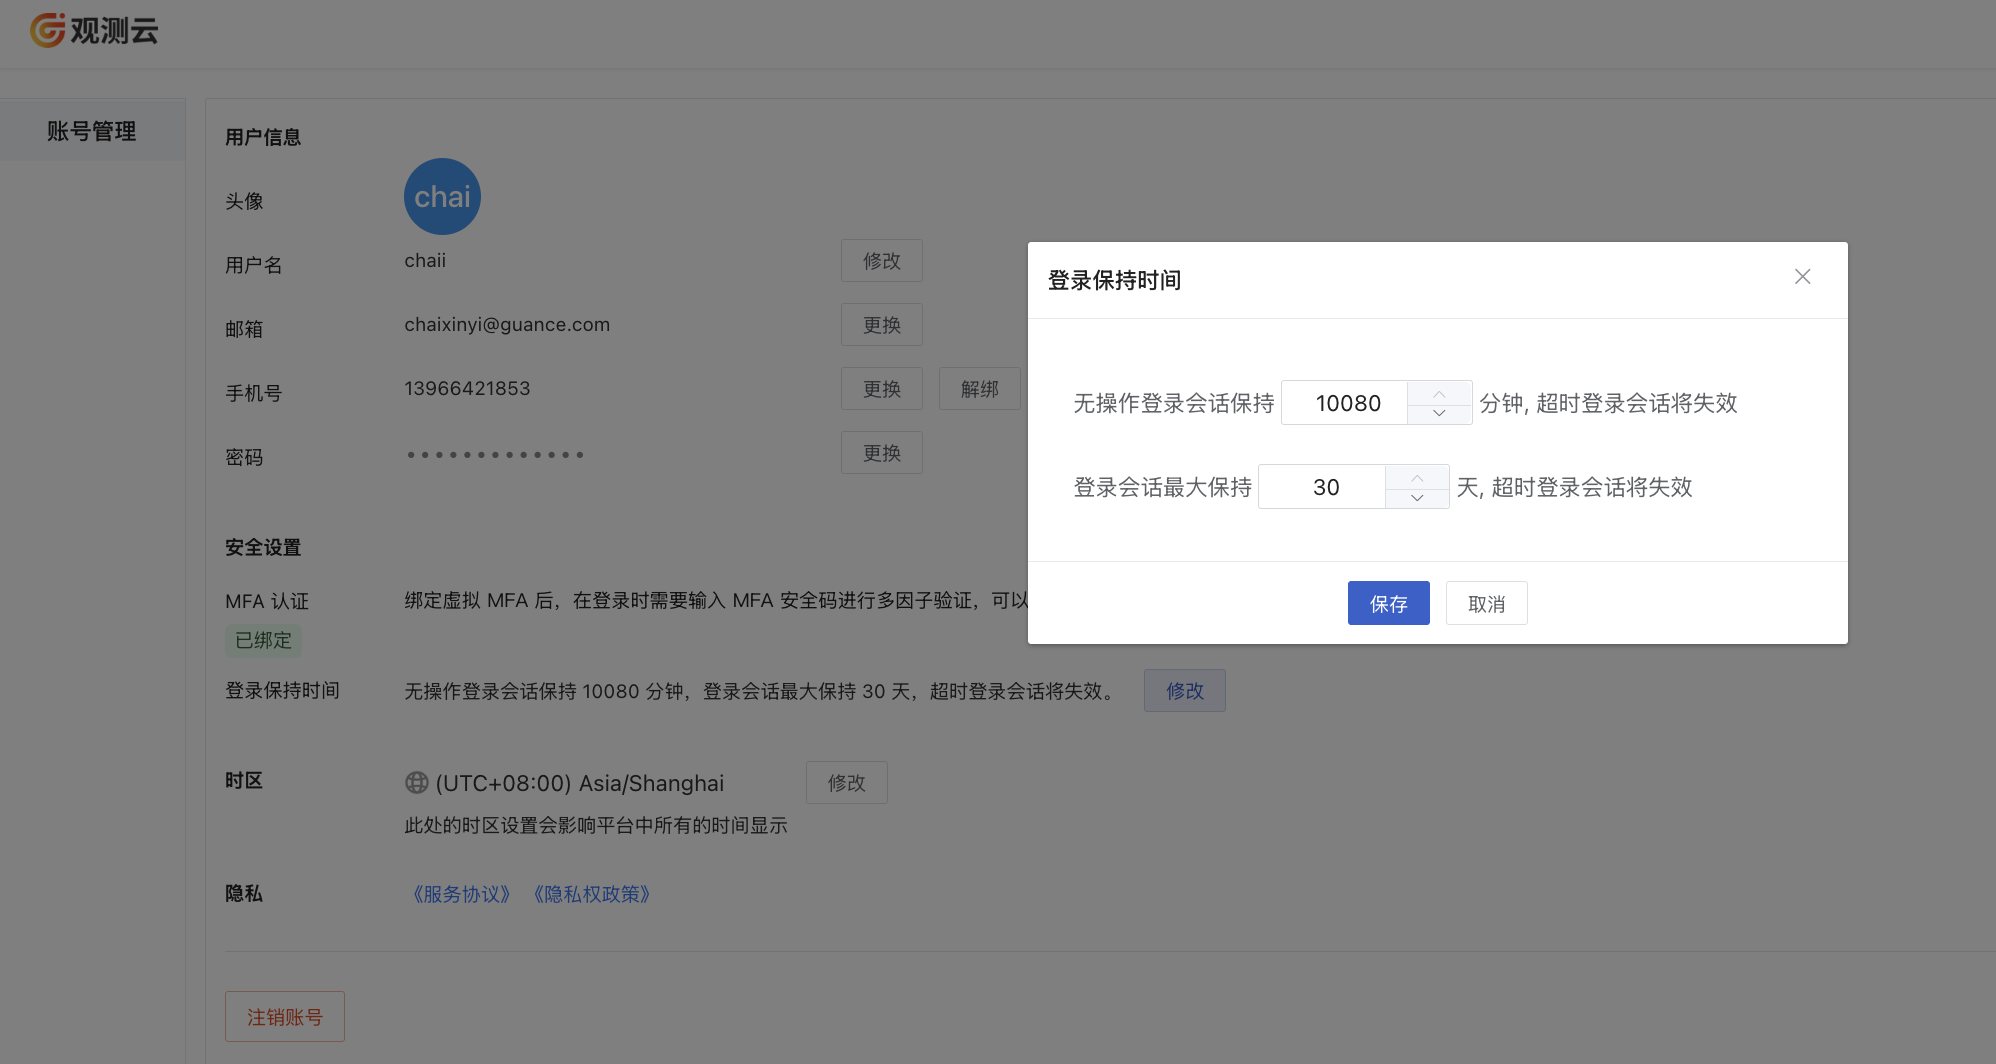 观测云
账号管理
用户信息
头像
chai
用户名
chaii
修改
邮箱
chaixinyi@guance.com
更换
手机号
13966421853
更换
解绑
密码
•••••••••••••
更换
安全设置
MFA 认证
绑定虚拟 MFA 后，在登录时需要输入 MFA 安全码进行多因子验证，可以
已绑定
登录保持时间
无操作登录会话保持 10080 分钟，登录会话最大保持 30 天，超时登录会话将失效。
修改
时区
(UTC+08:00) Asia/Shanghai
修改
此处的时区设置会影响平台中所有的时间显示
隐私
《服务协议》 《隐私权政策》
注销账号
登录保持时间
无操作登录会话保持 10080 分钟, 超时登录会话将失效
登录会话最大保持 30 天, 超时登录会话将失效
保存
取消